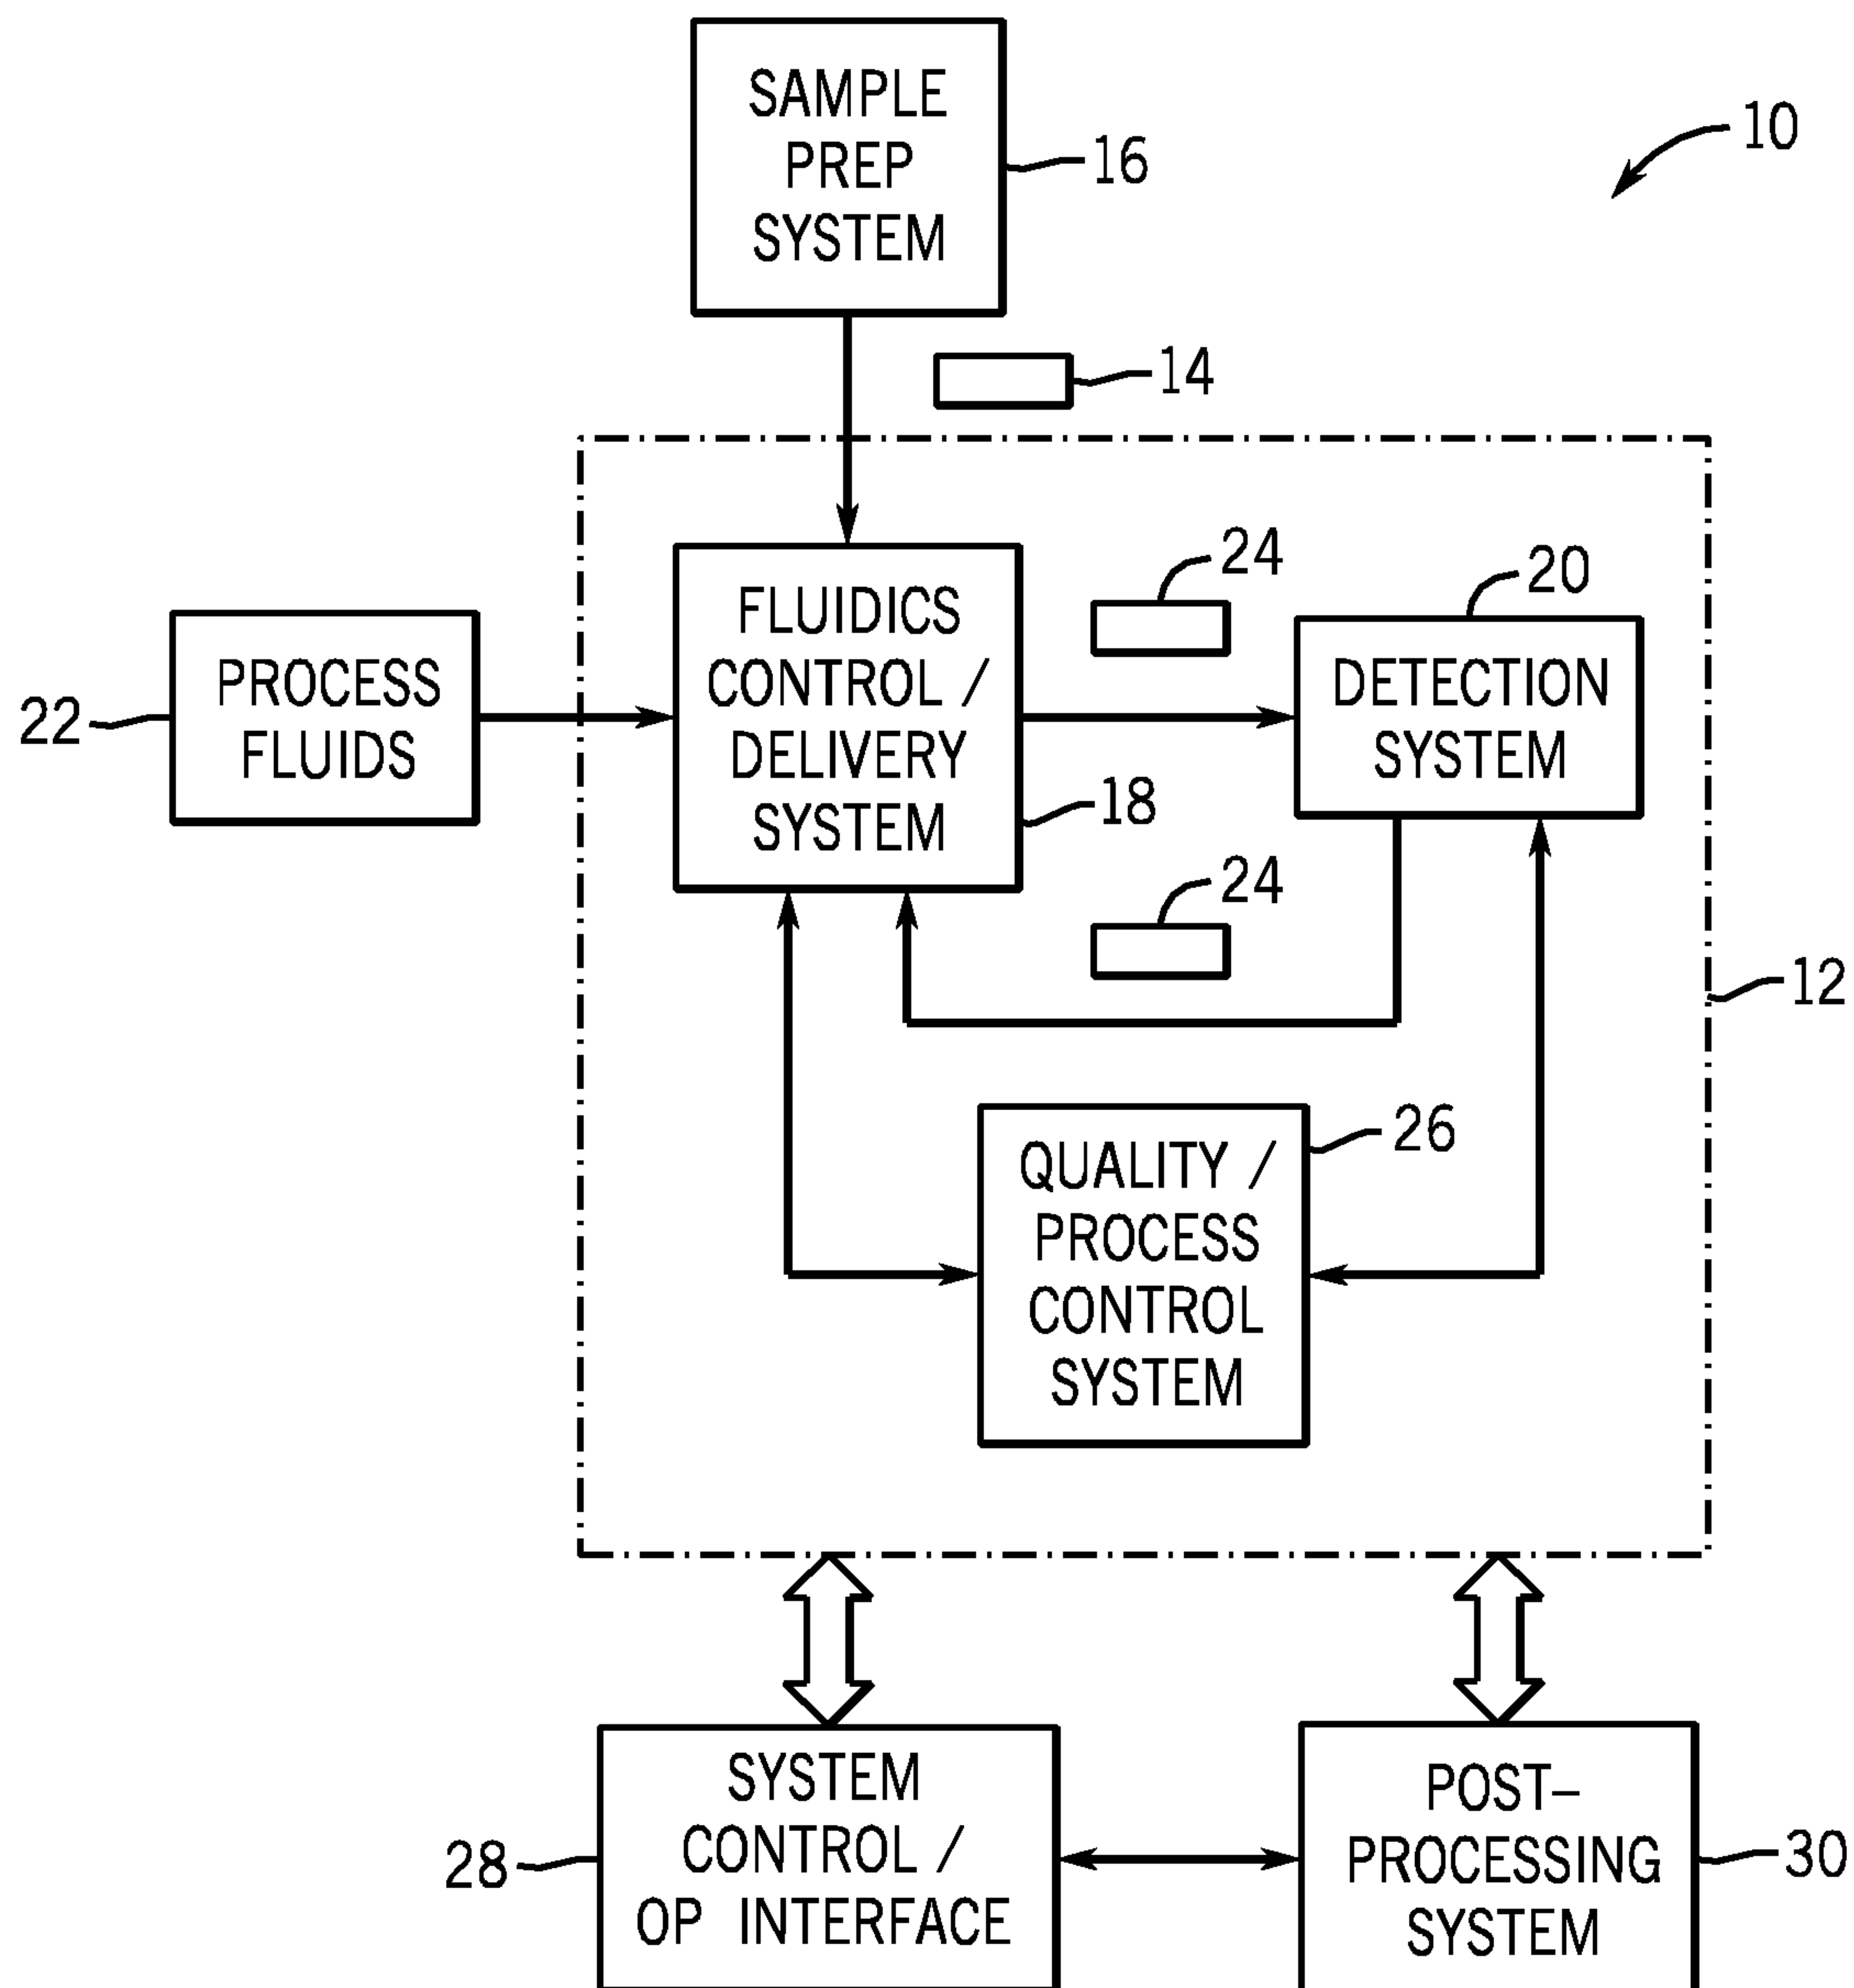 SAMPLE
PREP
SYSTEM
16
10
14
24
20
FLUIDICS
CONTROL /
DELIVERY
SYSTEM
18
PROCESS
FLUIDS
22
DETECTION
SYSTEM
24
12
26
QUALITY /
PROCESS
CONTROL
SYSTEM
SYSTEM
CONTROL /
OP INTERFACE
28
POST–
PROCESSING
SYSTEM
30